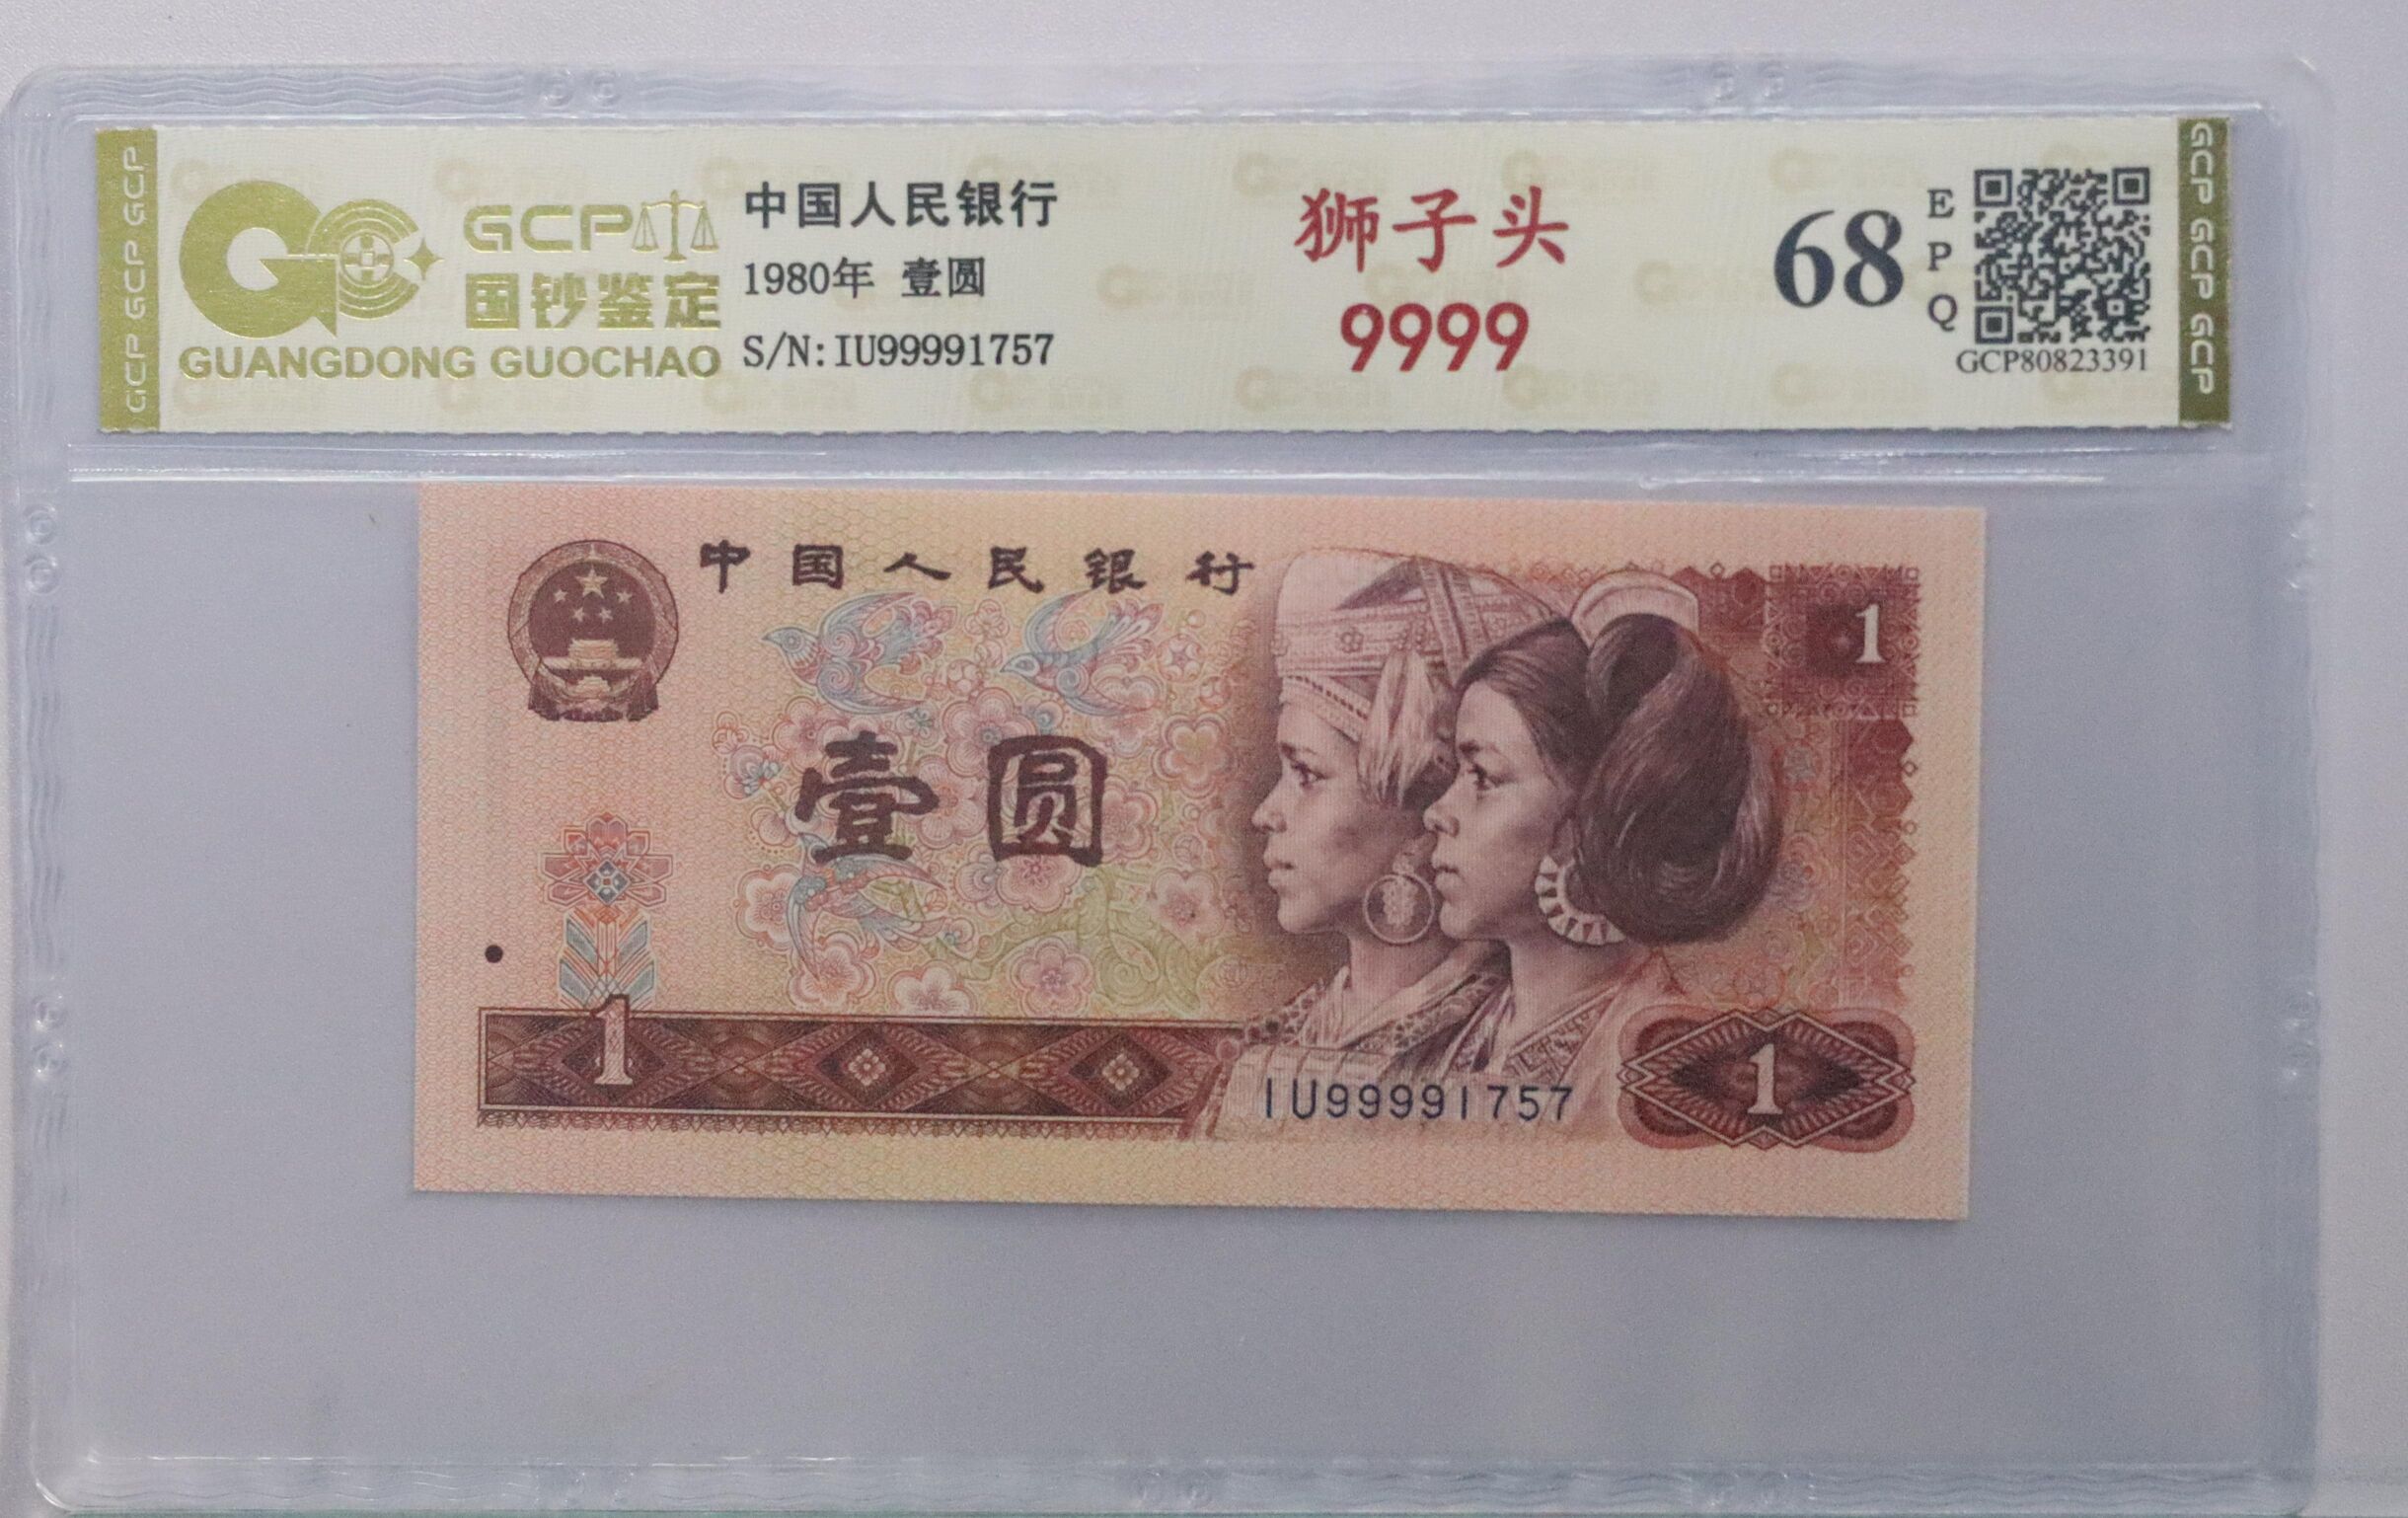 GCP GCP GCP
GCP
国钞鉴定
GUANGDONG GUOCHAO
中国人民银行
1980年 壹圆
S/N:IU99991757
狮子头
9999
68
E
P
Q
GCP80823391
GCP GCP GCP GCP
中国人民银行
1
壹圆
1
IU99991757
1